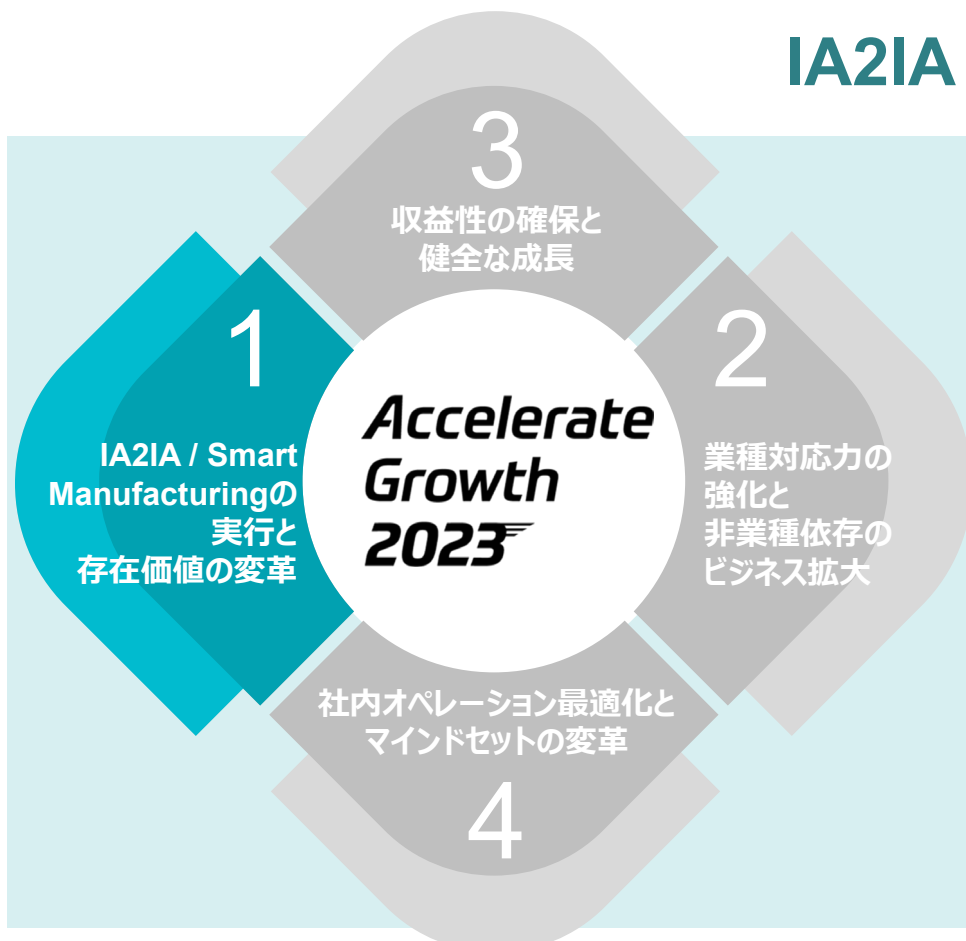 IA2IA
3
収益性の確保と
健全な成長
1
IA2IA / Smart
Manufacturingの
実行と
存在価値の変革
Accelerate
Growth
2023
2
業種対応力の
強化と
非業種依存の
ビジネス拡大
社内オペレーション最適化と
マインドセットの変革
4